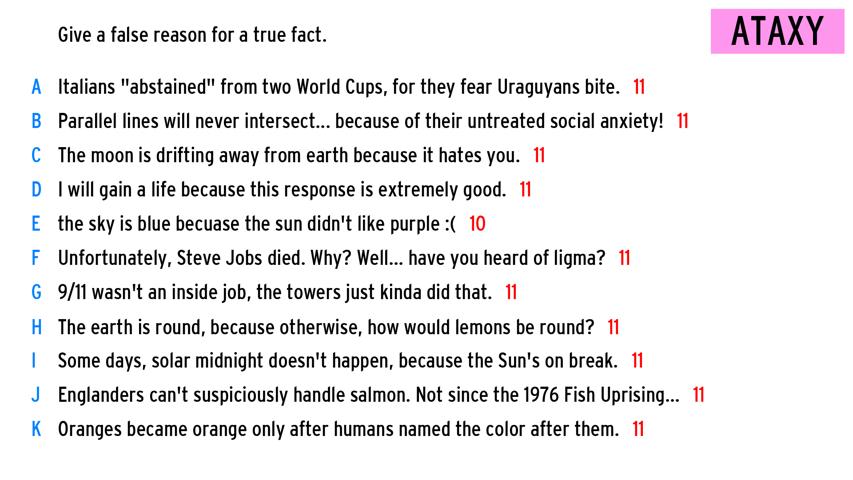 Give a false reason for a true fact.
ATAXY
A Italians "abstained" from two World Cups, for they fear Uraguyans bite. 11
B Parallel lines will never intersect... because of their untreated social anxiety! 11
C The moon is drifting away from earth because it hates you. 11
D I will gain a life because this response is extremely good. 11
E the sky is blue becuase the sun didn't like purple :( 10
F Unfortunately, Steve Jobs died. Why? Well... have you heard of ligma? 11
G 9/11 wasn't an inside job, the towers just kinda did that. 11
H The earth is round, because otherwise, how would lemons be round? 11
I Some days, solar midnight doesn't happen, because the Sun's on break. 11
J Englanders can't suspiciously handle salmon. Not since the 1976 Fish Uprising... 11
K Oranges became orange only after humans named the color after them. 11